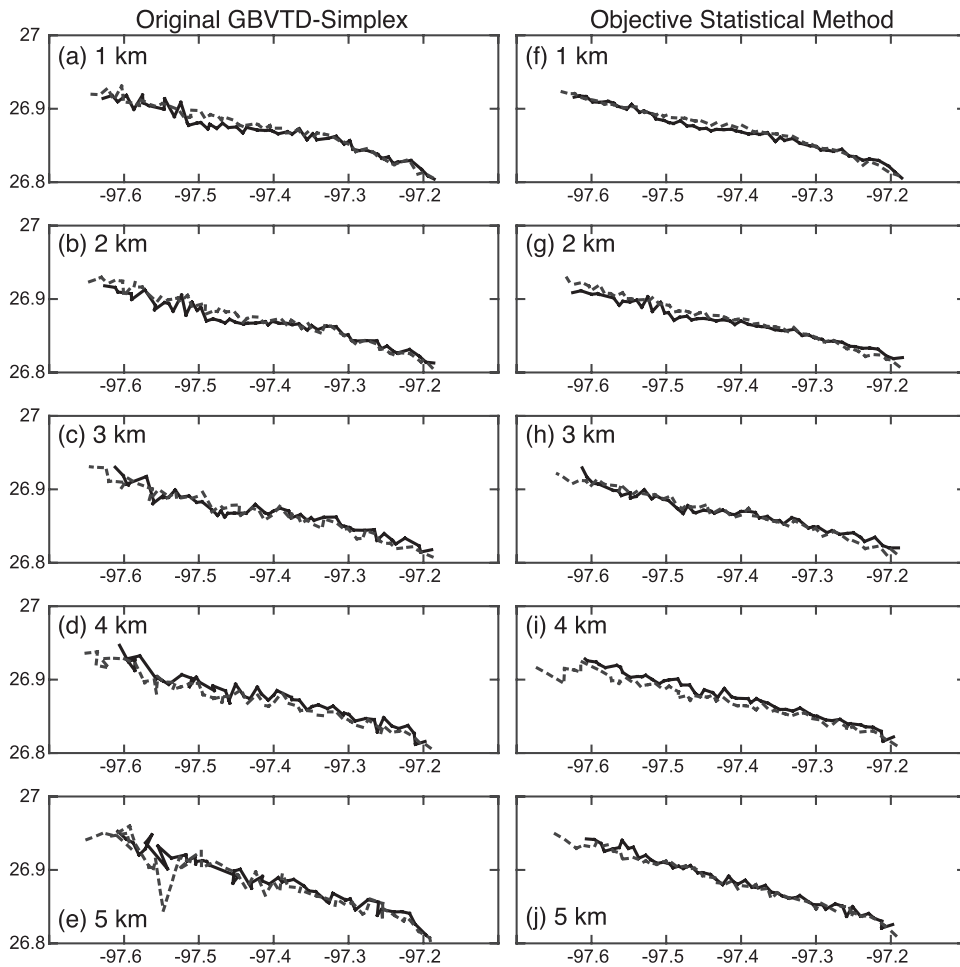 Original GBVTD-Simplex
Objective Statistical Method
27
(a) 1 km
(f) 1 km
26.9
26.8
-97.6 -97.5 -97.4 -97.3 -97.2
-97.6 -97.5 -97.4 -97.3 -97.2
27
(b) 2 km
(g) 2 km
26.9
26.8
-97.6 -97.5 -97.4 -97.3 -97.2
-97.6 -97.5 -97.4 -97.3 -97.2
27
(c) 3 km
(h) 3 km
26.9
26.8
-97.6 -97.5 -97.4 -97.3 -97.2
-97.6 -97.5 -97.4 -97.3 -97.2
27
(d) 4 km
(i) 4 km
26.9
26.8
-97.6 -97.5 -97.4 -97.3 -97.2
-97.6 -97.5 -97.4 -97.3 -97.2
27
26.9
(e) 5 km
(j) 5 km
26.8
-97.6 -97.5 -97.4 -97.3 -97.2
-97.6 -97.5 -97.4 -97.3 -97.2